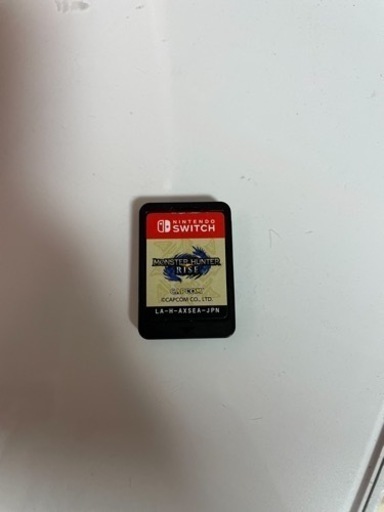 NINTENDO
SWITCH
MONSTER HUNTER
RISE
CAPCOM
©CAPCOM CO., LTD.
LA-H-AXSEA-JPN